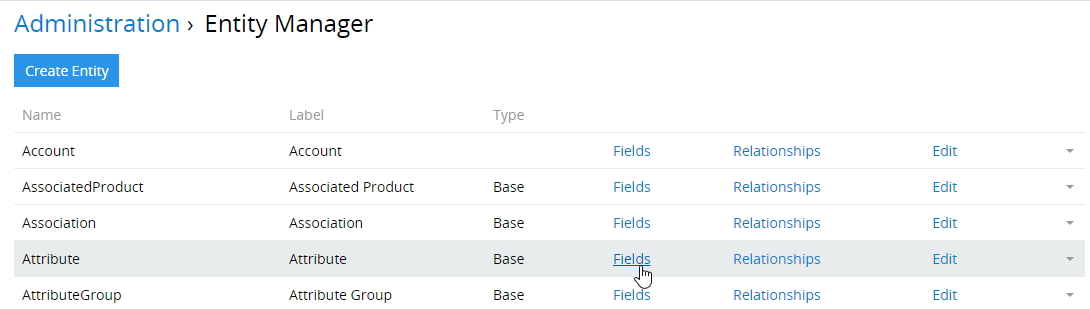 Administration › Entity Manager
Create Entity
Name Label Type
Account Account Fields Relationships Edit
AssociatedProduct Associated Product Base Fields Relationships Edit
Association Association Base Fields Relationships Edit
Attribute Attribute Base Fields Relationships Edit
AttributeGroup Attribute Group Base Fields Relationships Edit